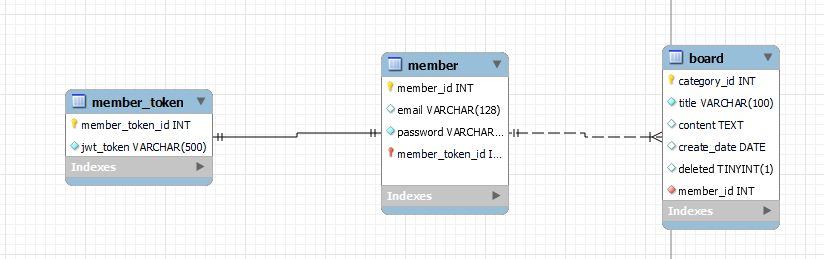 member_token
member_token_id INT
jwt_token VARCHAR(500)
Indexes
member
member_id INT
email VARCHAR(128)
password VARCHAR...
member_token_id I...
Indexes
board
category_id INT
title VARCHAR(100)
content TEXT
create_date DATE
deleted TINYINT(1)
member_id INT
Indexes